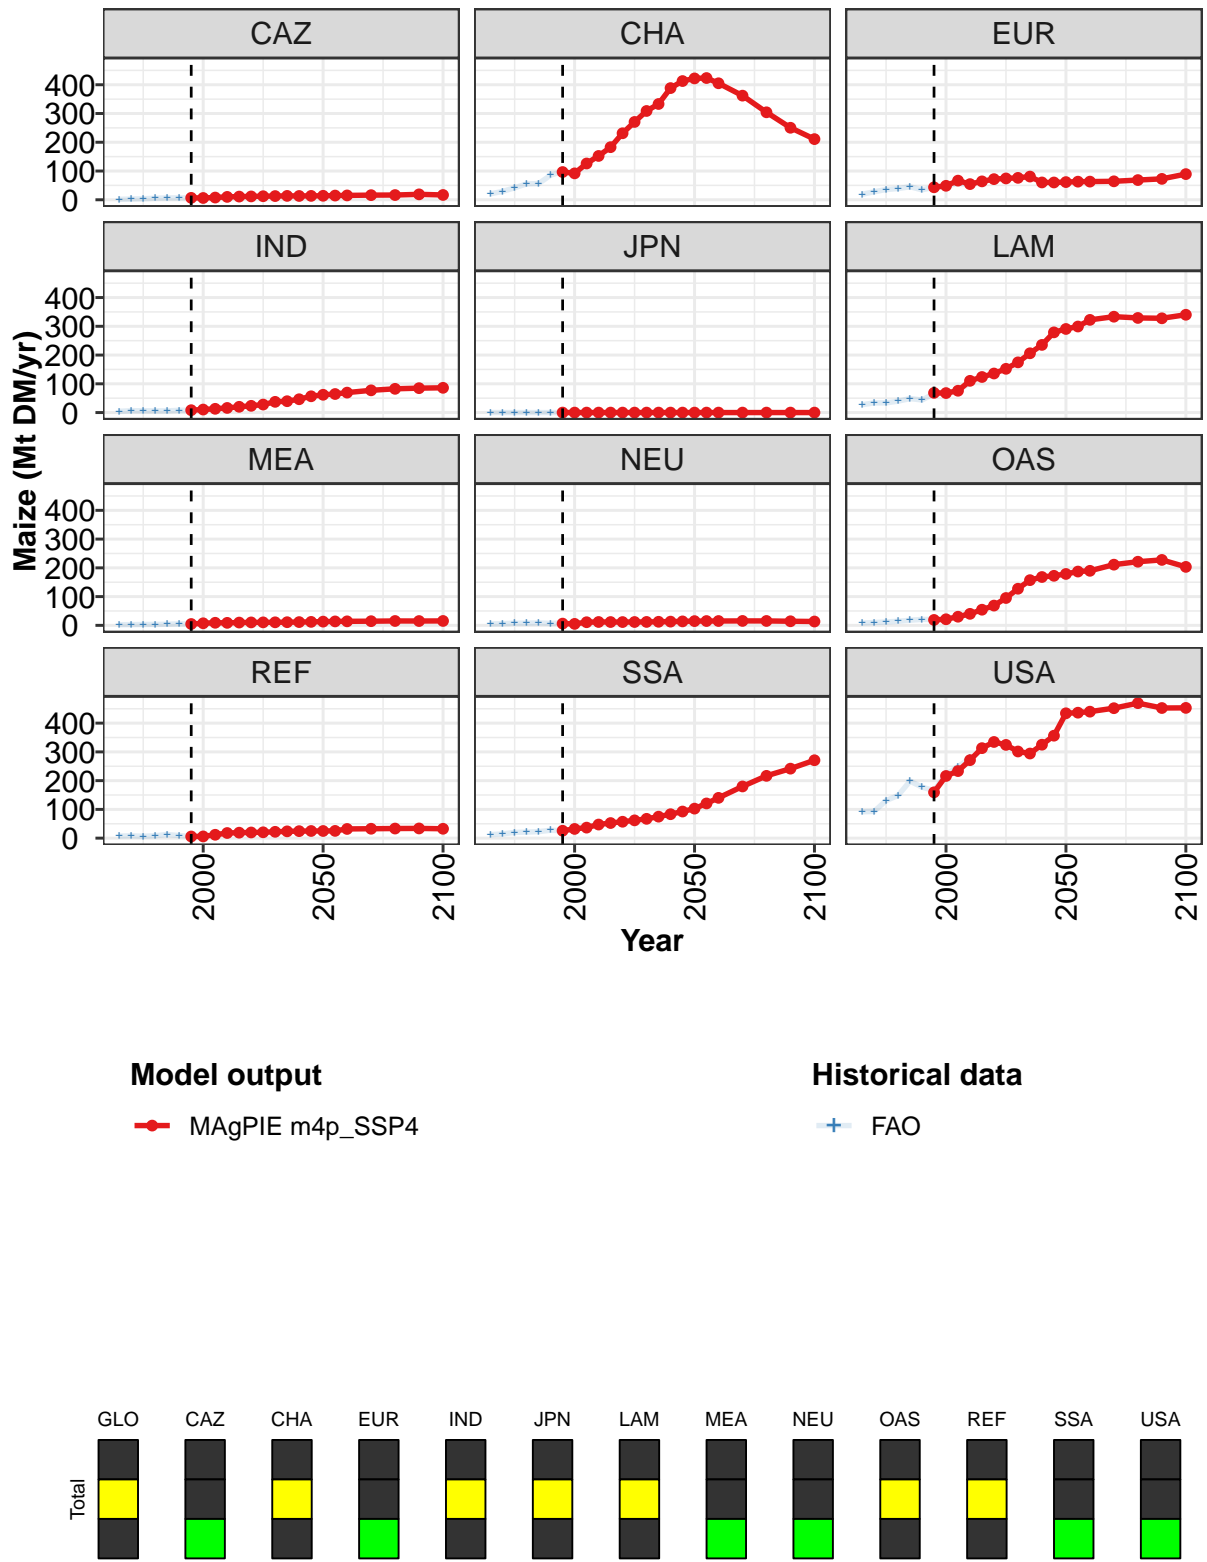 CAZ CHA EUR
400
300
200
100
0
IND JPN LAM
400
300
200
100
0
MEA NEU OAS
400
300
200
100
0
REF SSA USA
400
300
200
100
0
Maize (Mt DM/yr)
2000 2050 2100 2000 2050 2100 2000 2050 2100
Year
Model output Historical data
MAgPIE m4p_SSP4 FAO
GLO CAZ CHA EUR IND JPN LAM MEA NEU OAS REF SSA USA
Total